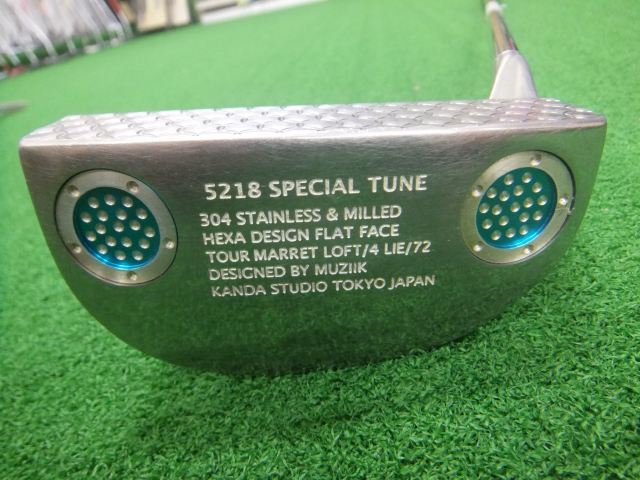 5218 SPECIAL TUNE
304 STAINLESS & MILLED
HEXA DESIGN FLAT FACE
TOUR MARRET LOFT/4 LIE/72
DESIGNED BY MUZIIK
KANDA STUDIO TOKYO JAPAN